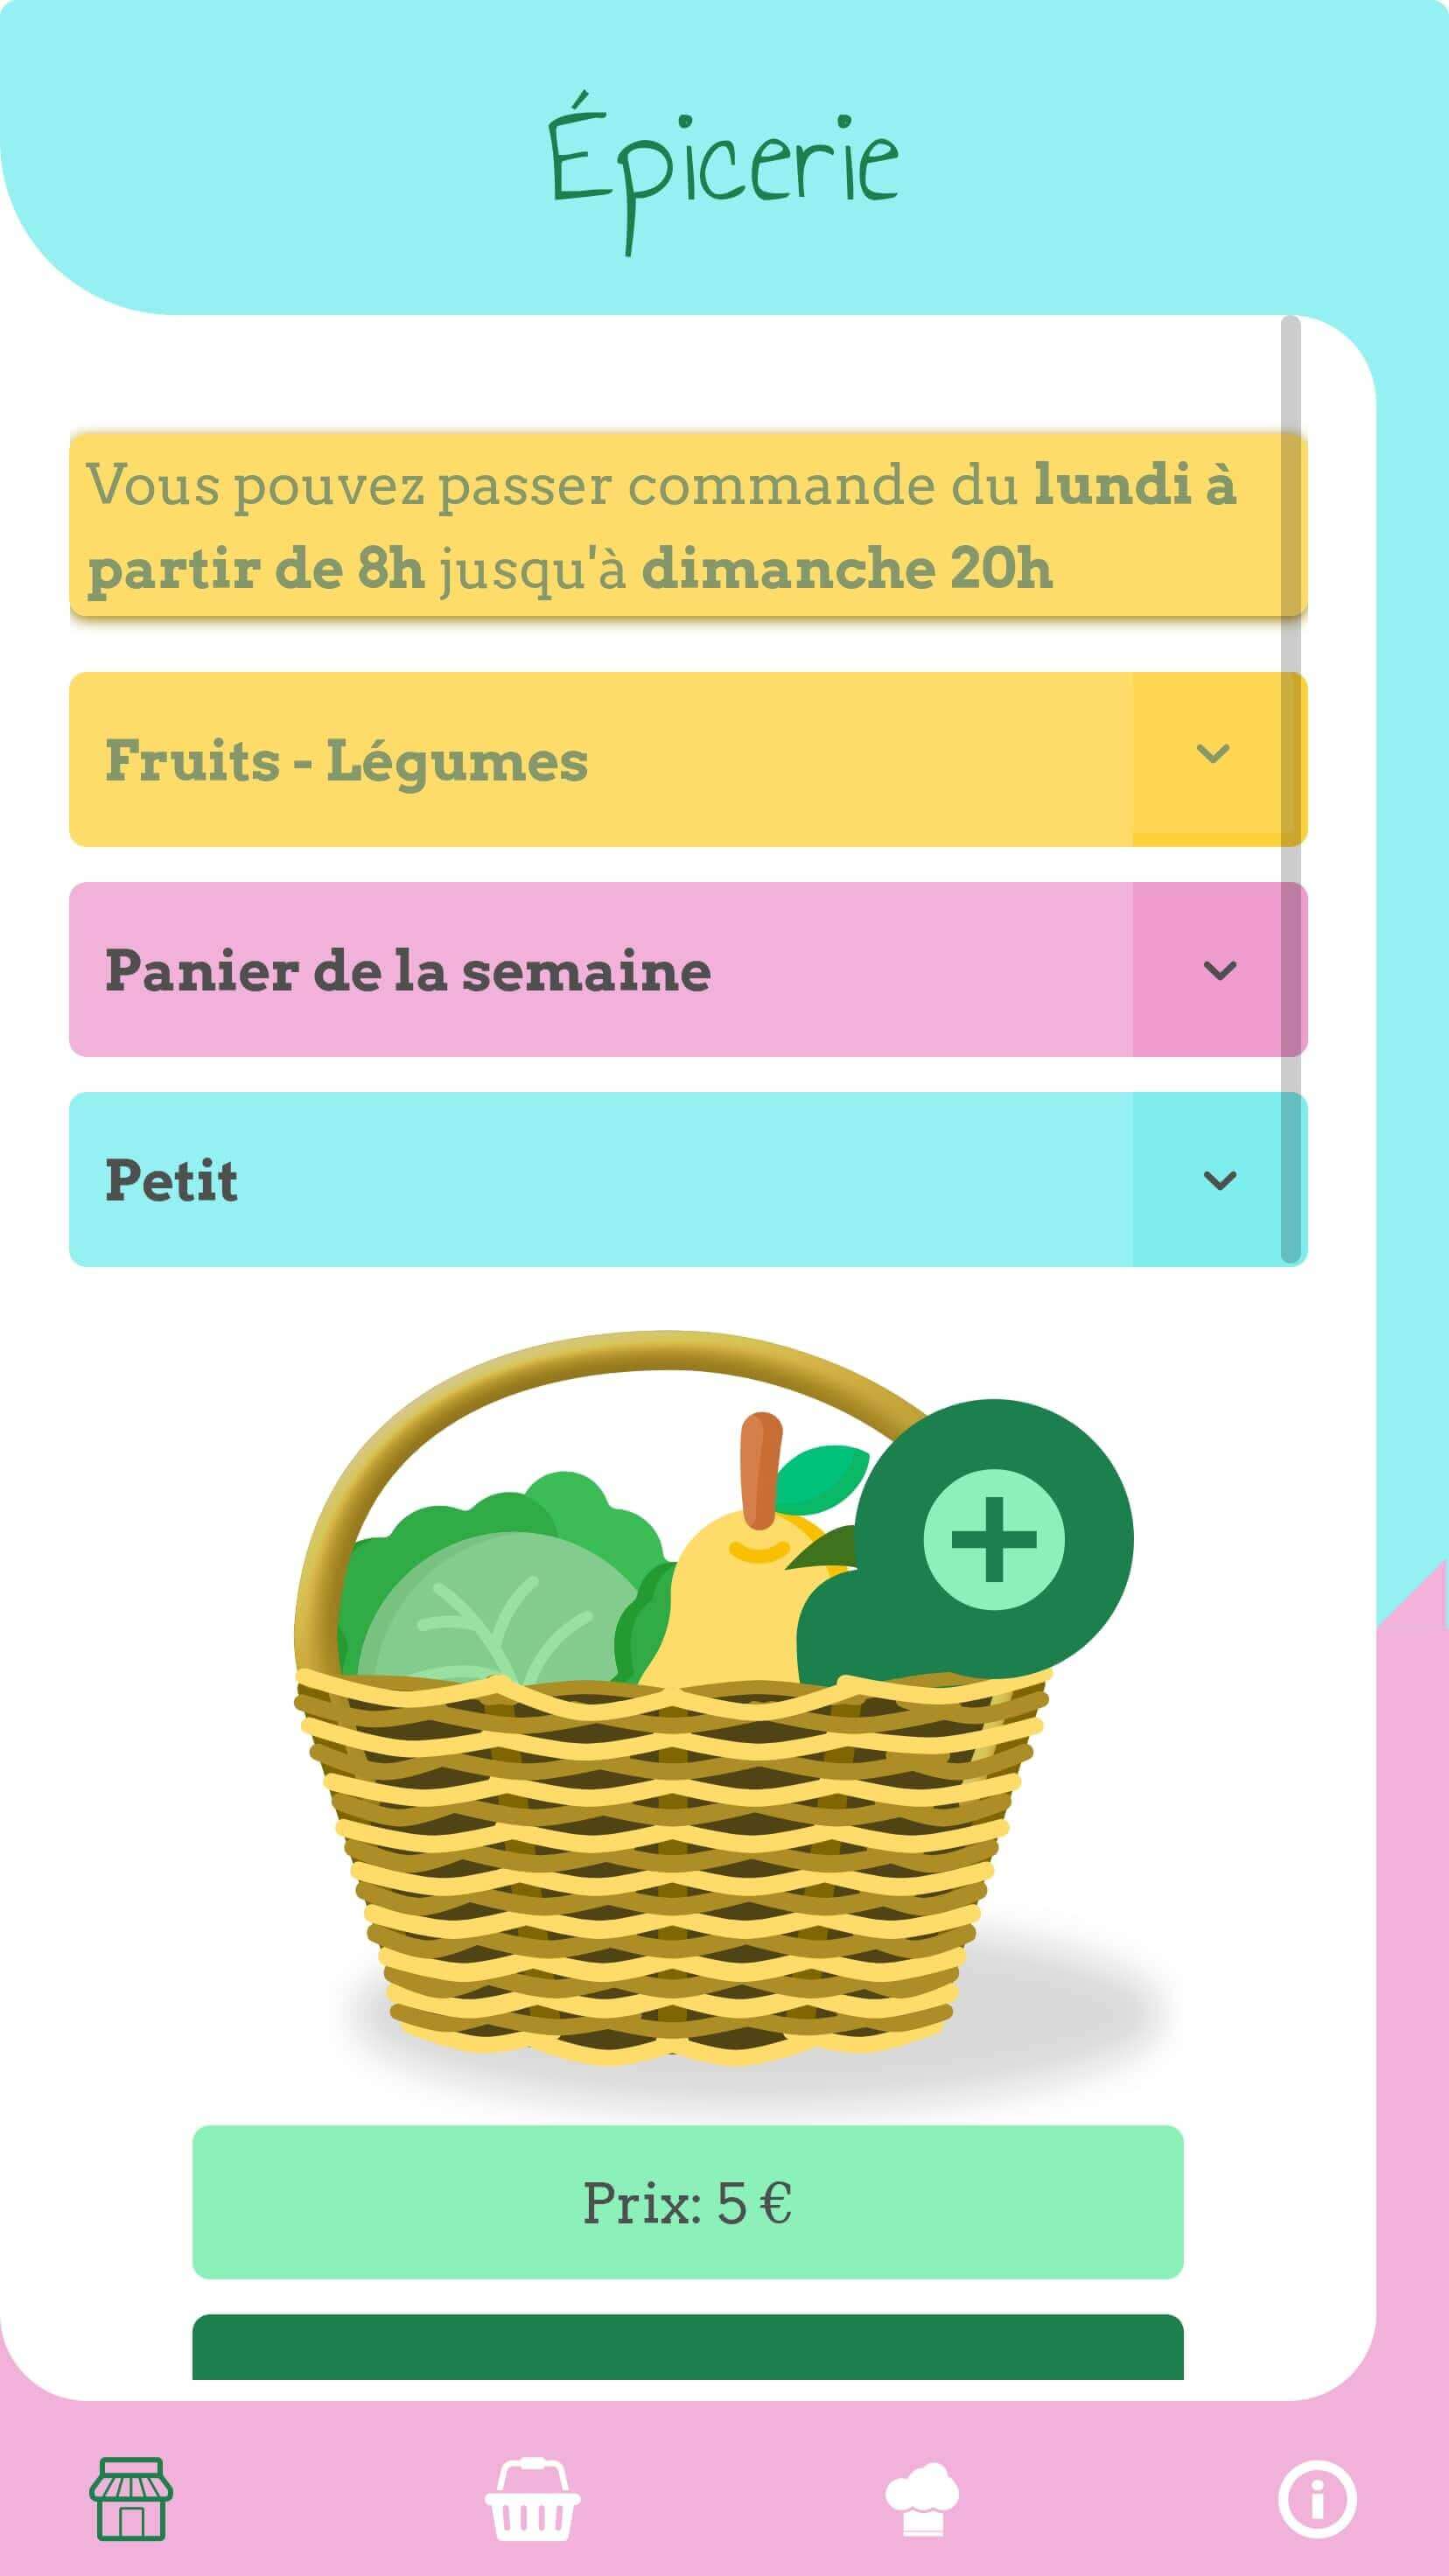 Épicerie
Vous pouvez passer commande du lundi à
partir de 8h jusqu'à dimanche 20h
Fruits - Légumes
Panier de la semaine
Petit
Prix: 5 €